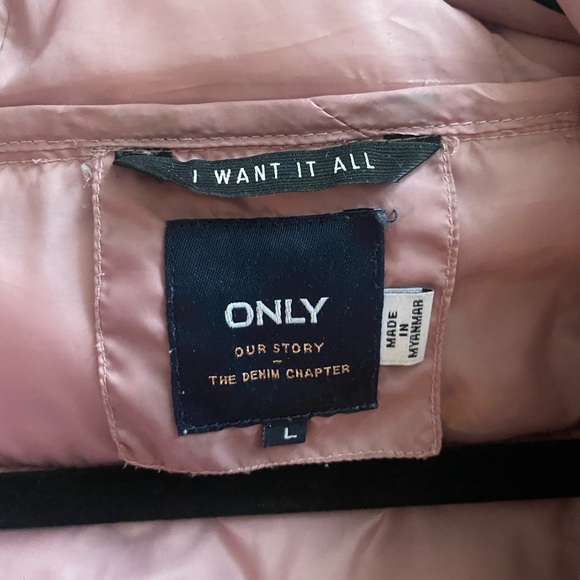 I WANT IT ALL
ONLY
OUR STORY
–
THE DENIM CHAPTER
MADE
IN
MYANMAR
L